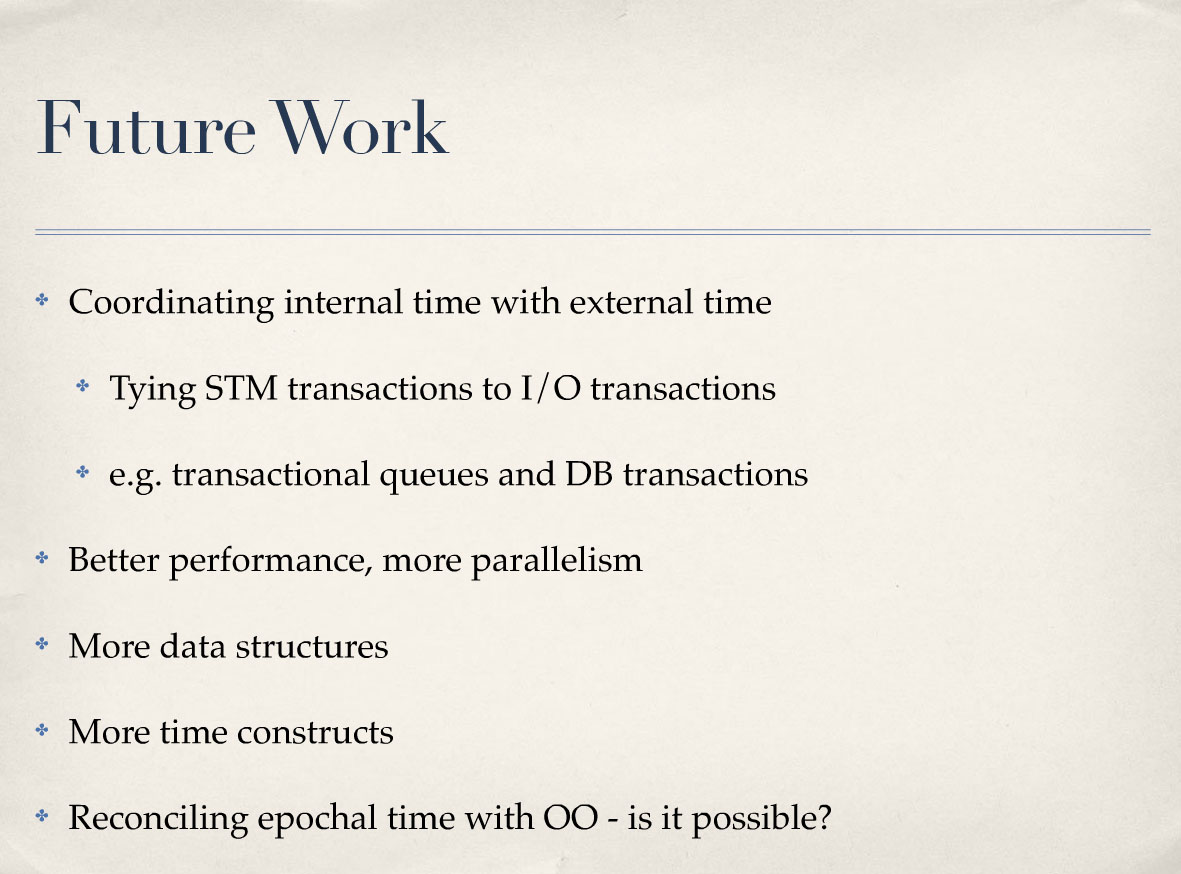 Future Work
Coordinating internal time with external time
Tying STM transactions to I/O transactions
e.g. transactional queues and DB transactions
Better performance, more parallelism
More data structures
More time constructs
Reconciling epochal time with OO - is it possible?